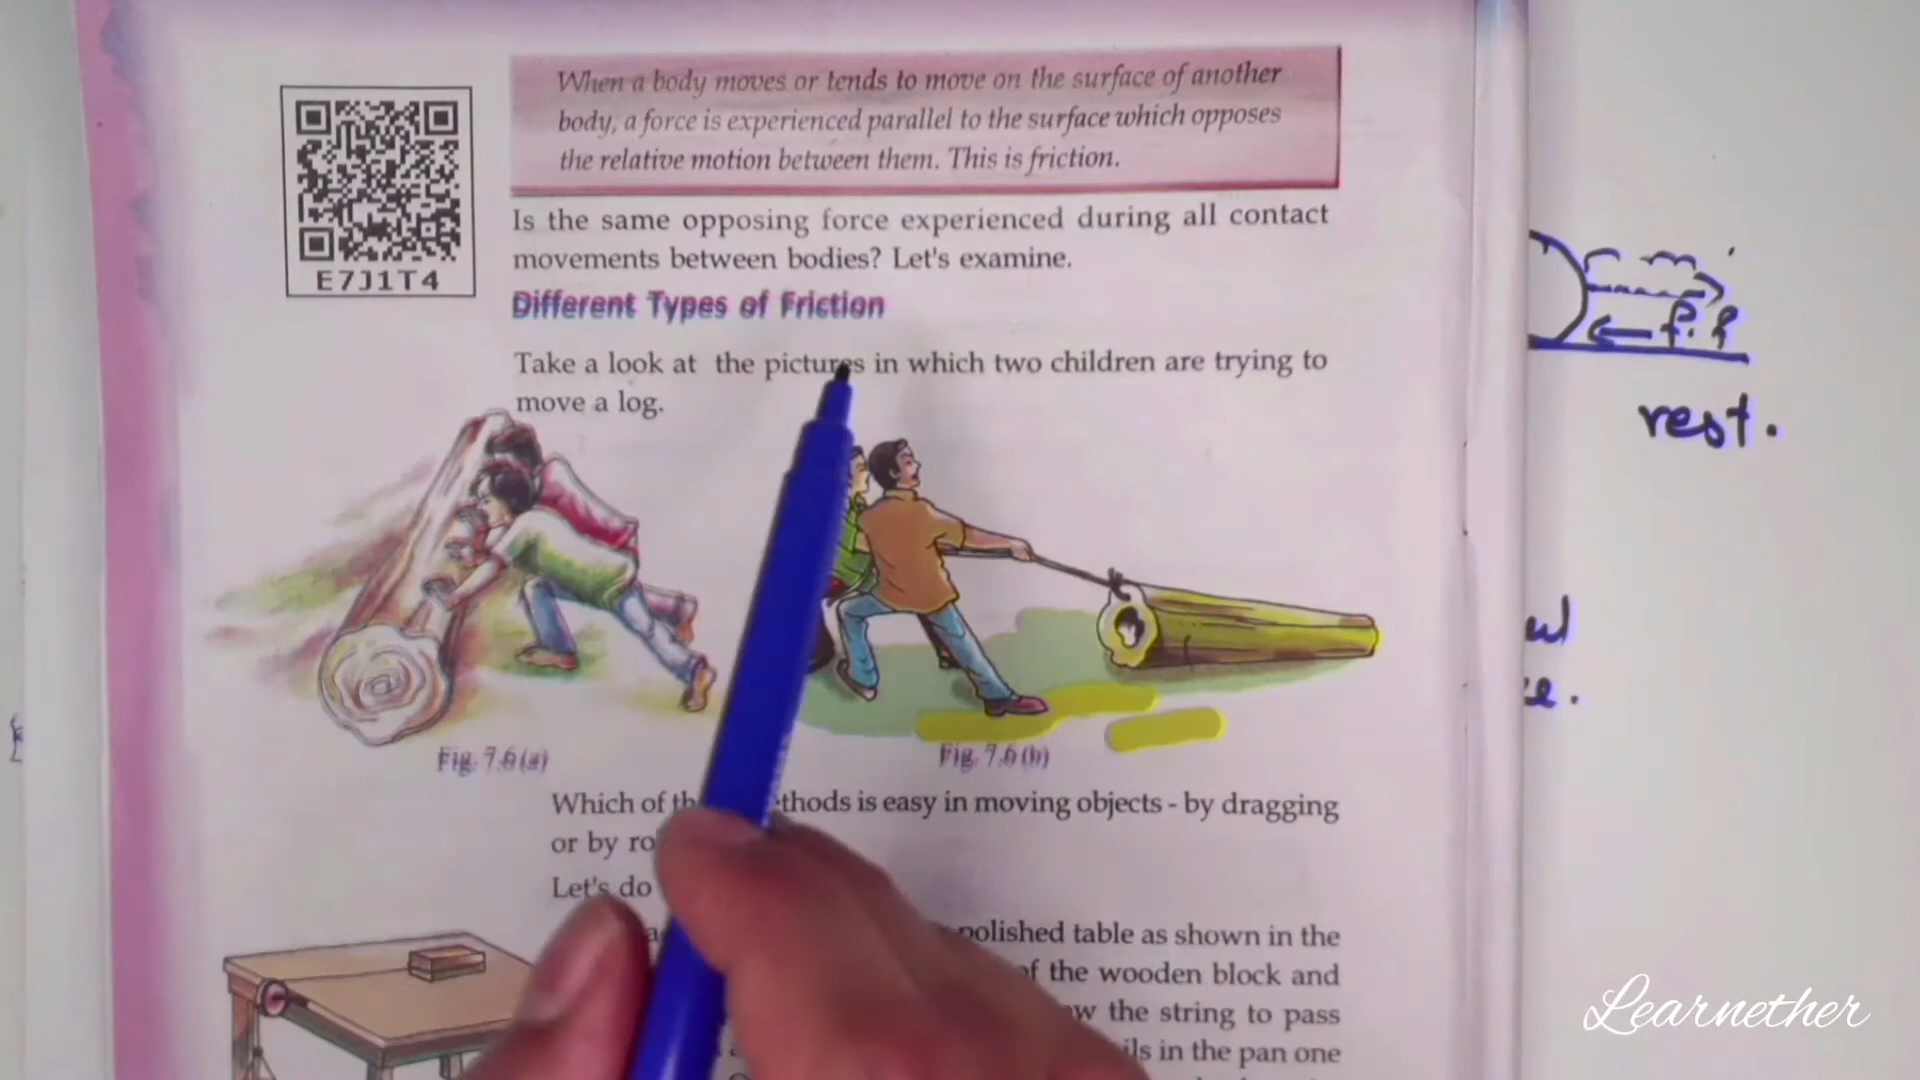 When a body moves or tends to move on the surface of another
body, a force is experienced parallel to the surface which opposes
the relative motion between them. This is friction.
E7J1T4
Is the same opposing force experienced during all contact
movements between bodies? Let's examine.
Different Types of Friction
Take a look at the pictures in which two children are trying to
move a log.
f.f
rest.
Fig. 7.6(a)
Fig. 7.6(b)
Which of thods is easy in moving objects - by dragging
or by ro
Let's do
polished table as shown in the
of the wooden block and
the string to pass
in the pan one
Learnether